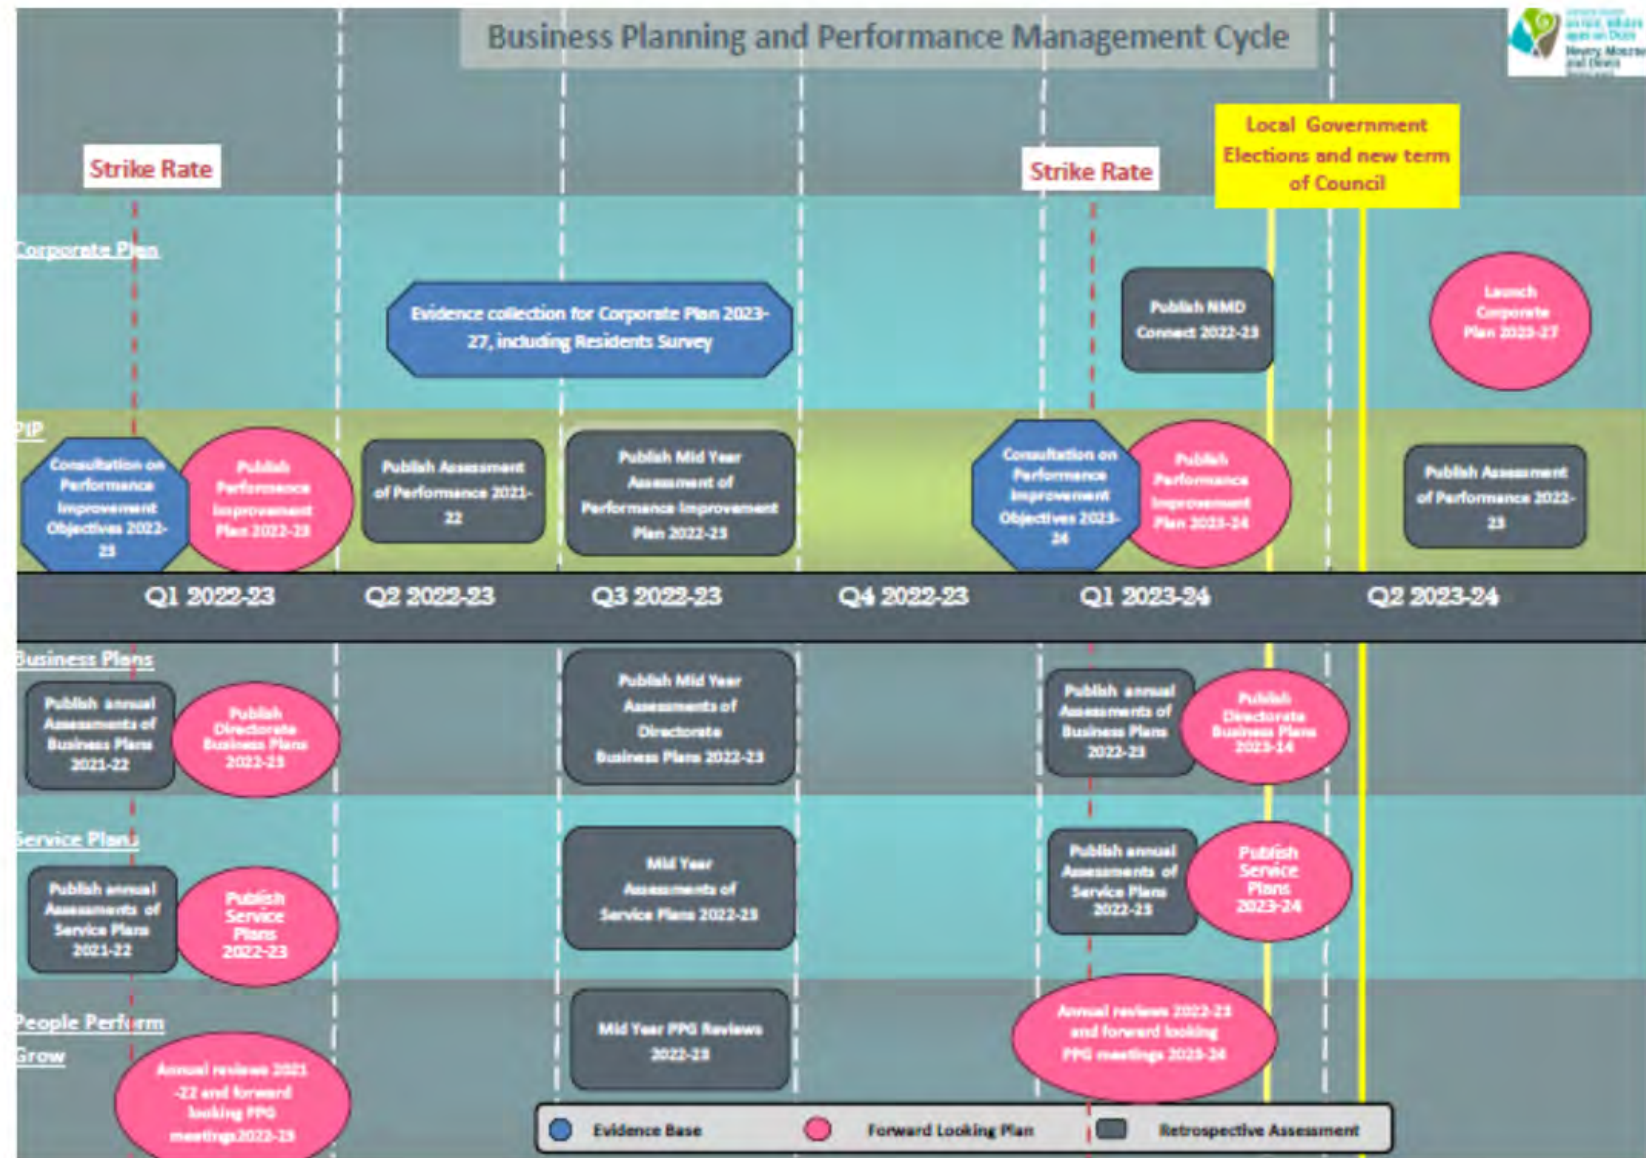 Business Planning and Performance Management Cycle
Newry, Mourne
and Down
Local Government
Elections and new term
of Council
Strike Rate
Strike Rate
Corporate Plan
Evidence collection for Corporate Plan 2023-
27, including Residents Survey
Publish NMD
Connect 2022-23
Launch
Corporate
Plan 2023-27
PIP
Consultation on
Performance
Improvement
Objectives 2022-
23
Publish
Performance
Improvement
Plan 2022-23
Publish Assessment
of Performance 2021-
22
Publish Mid Year
Assessment of
Performance Improvement
Plan 2022-23
Consultation on
Performance
Improvement
Objectives 2023-
24
Publish
Performance
Improvement
Plan 2023-24
Publish Assessment
of Performance 2022-
23
Q1 2022-23
Q2 2022-23
Q3 2022-23
Q4 2022-23
Q1 2023-24
Q2 2023-24
Business Plans
Publish annual
Assessments of
Business Plans
2021-22
Publish
Directorate
Business Plans
2022-23
Publish Mid Year
Assessments of
Directorate
Business Plans 2022-23
Publish annual
Assessments of
Business Plans
2022-23
Publish
Directorate
Business Plans
2023-14
Service Plans
Publish annual
Assessments of
Service Plans
2021-22
Publish
Service
Plans
2022-23
Mid Year
Assessments of
Service Plans 2022-23
Publish annual
Assessments of
Service Plans
2022-23
Publish
Service
Plans
2023-24
People Perform
Grow
Annual reviews 2021
-22 and forward
looking PPG
meetings2022-23
Mid Year PPG Reviews
2022-23
Annual reviews 2022-23
and forward looking
PPG meetings 2023-24
Evidence Base
Forward Looking Plan
Retrospective Assessment